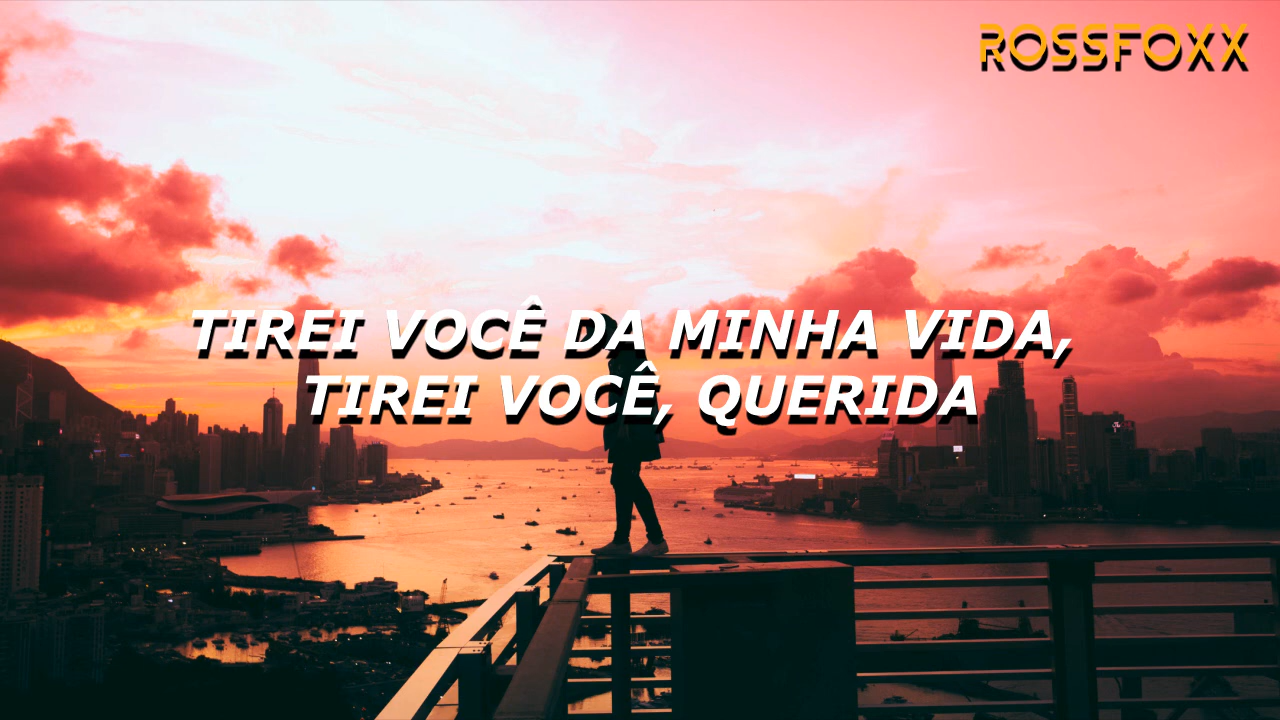 ROSSFOXX
TIREI VOCÊ DA MINHA VIDA,
TIREI VOCÊ, QUERIDA